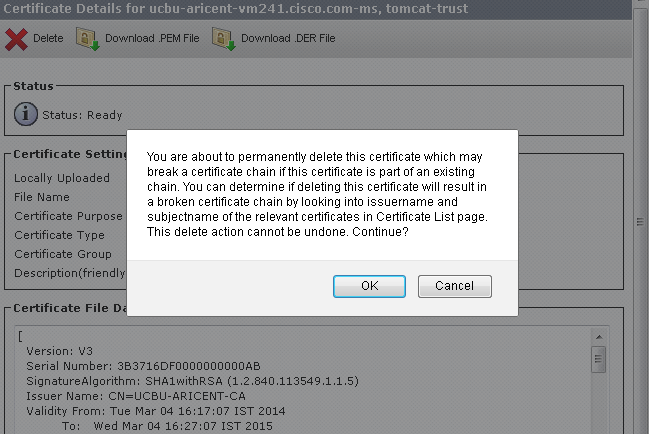 Certificate Details for ucbu-aricent-vm241.cisco.com-ms, tomcat-trust
Delete Download .PEM File Download .DER File
Status
Status: Ready
You are about to permanently delete this certificate which may
break a certificate chain if this certificate is part of an existing
chain. You can determine if deleting this certificate will result in
a broken certificate chain by looking into issuername and
subjectname of the relevant certificates in Certificate List page.
This delete action cannot be undone. Continue?
OK Cancel
Certificate Setting
Locally Uploaded
File Name
Certificate Purpose
Certificate Type
Certificate Group
Description(friendly
Certificate File Da
[
Version: V3
Serial Number: 3B3716DF0000000000AB
SignatureAlgorithm: SHA1withRSA (1.2.840.113549.1.1.5)
Issuer Name: CN=UCBU-ARICENT-CA
Validity From: Tue Mar 04 16:17:07 IST 2014
To: Wed Mar 04 16:27:07 IST 2015